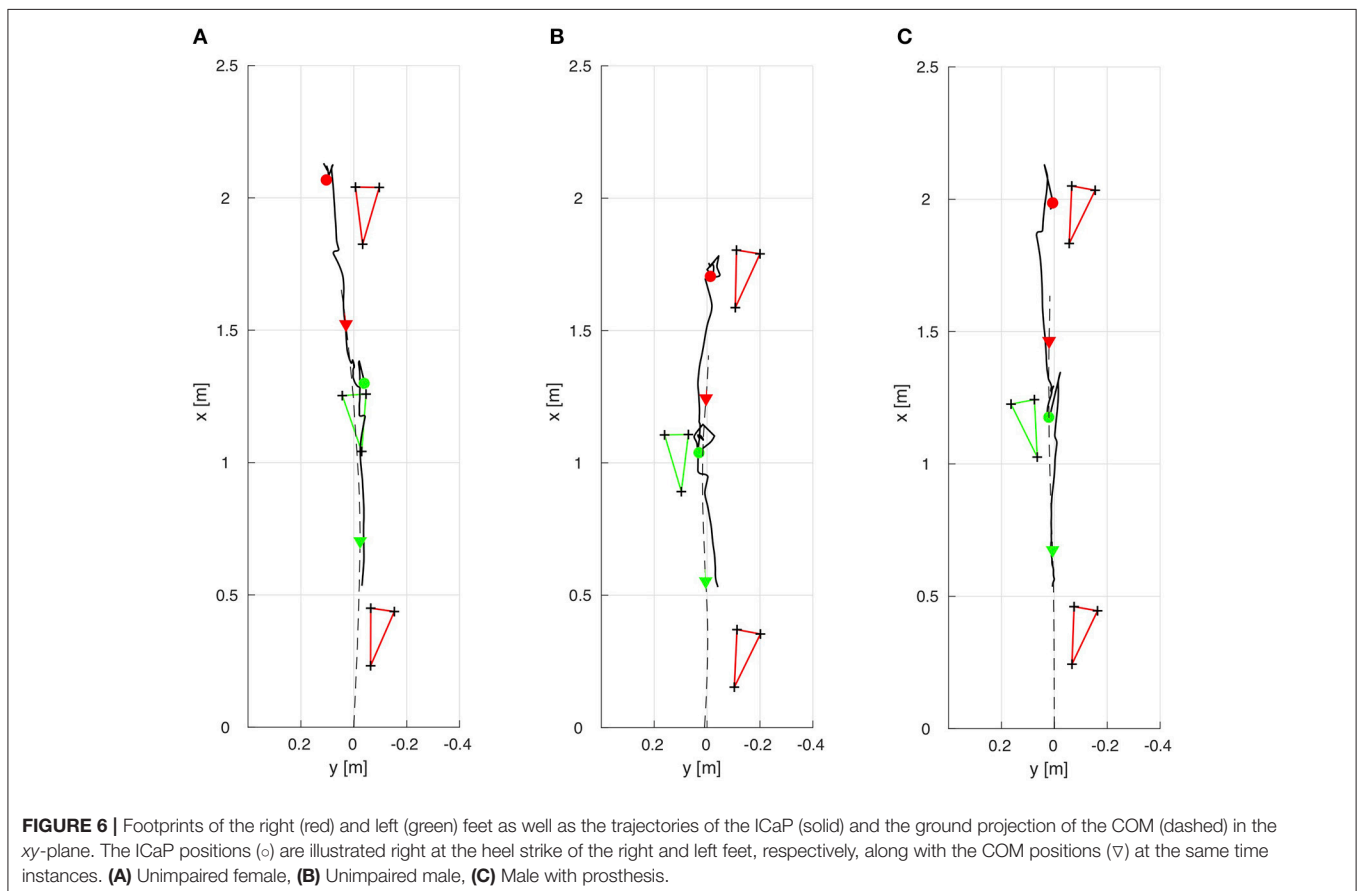 A
B
C
2.5
2
1.5
1
0.5
0
x [m]
0.2 0 -0.2 -0.4
y [m]
2.5
2
1.5
1
0.5
0
x [m]
0.2 0 -0.2 -0.4
y [m]
2.5
2
1.5
1
0.5
0
x [m]
0.2 0 -0.2 -0.4
y [m]
FIGURE 6 | Footprints of the right (red) and left (green) feet as well as the trajectories of the ICaP (solid) and the ground projection of the COM (dashed) in the
xy-plane. The ICaP positions (○) are illustrated right at the heel strike of the right and left feet, respectively, along with the COM positions (▽) at the same time
instances. (A) Unimpaired female, (B) Unimpaired male, (C) Male with prosthesis.